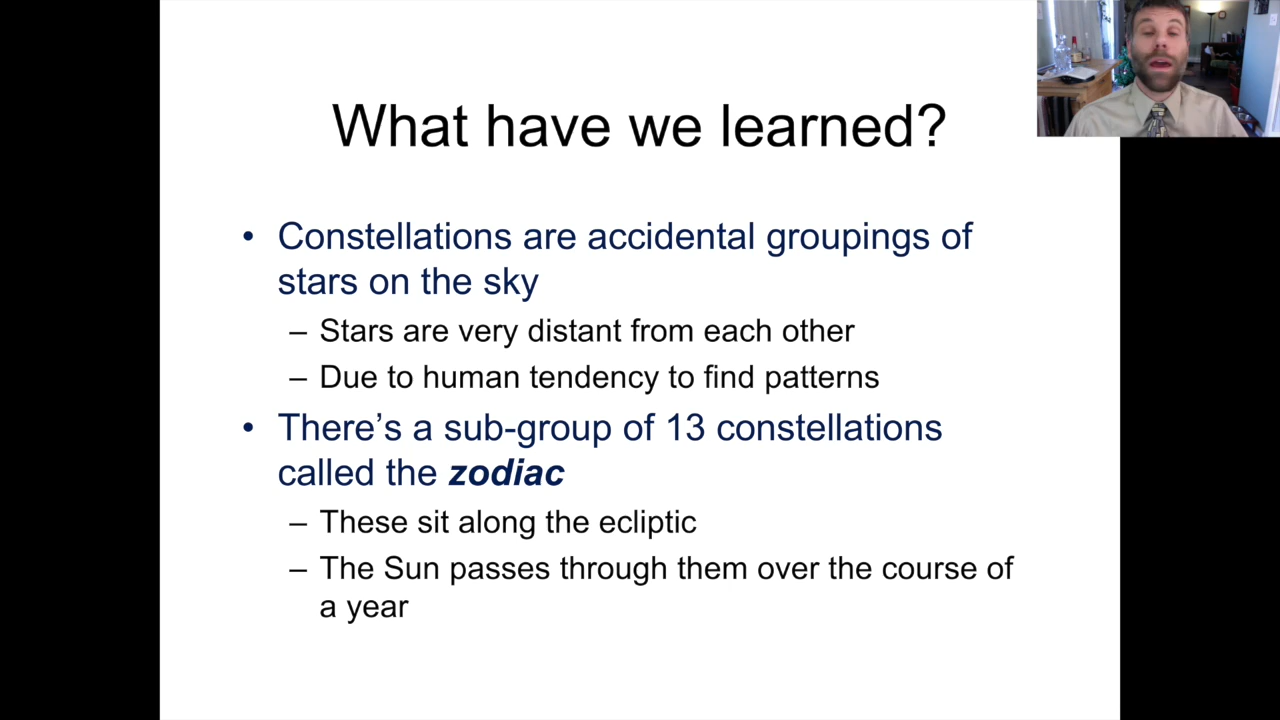 What have we learned?
• Constellations are accidental groupings of
stars on the sky
– Stars are very distant from each other
– Due to human tendency to find patterns
• There’s a sub-group of 13 constellations
called the zodiac
– These sit along the ecliptic
– The Sun passes through them over the course of
a year